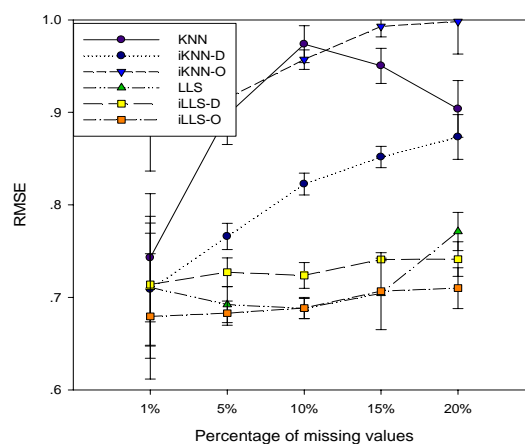 1.0
.9
.8
.7
.6
RMSE
KNN
iKNN-D
iKNN-O
LLS
iLLS-D
iLLS-O
1% 5% 10% 15% 20%
Percentage of missing values